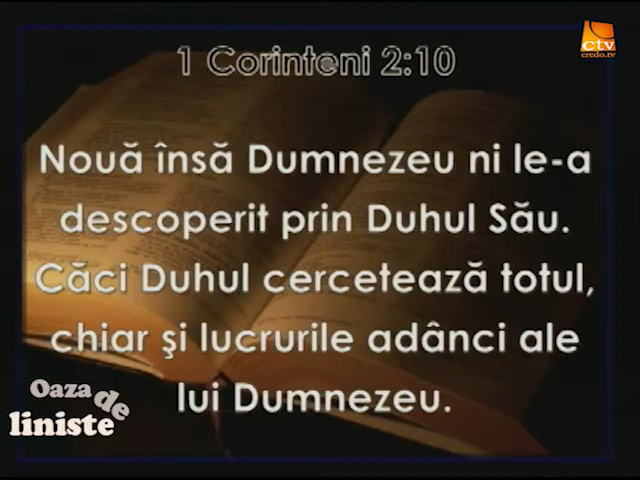 ctv
credo.tv
1 Corinteni 2:10
Nouă însă Dumnezeu ni le-a
descoperit prin Duhul Său.
Căci Duhul cercetează totul,
chiar şi lucrurile adânci ale
lui Dumnezeu.
Oaza de
liniste